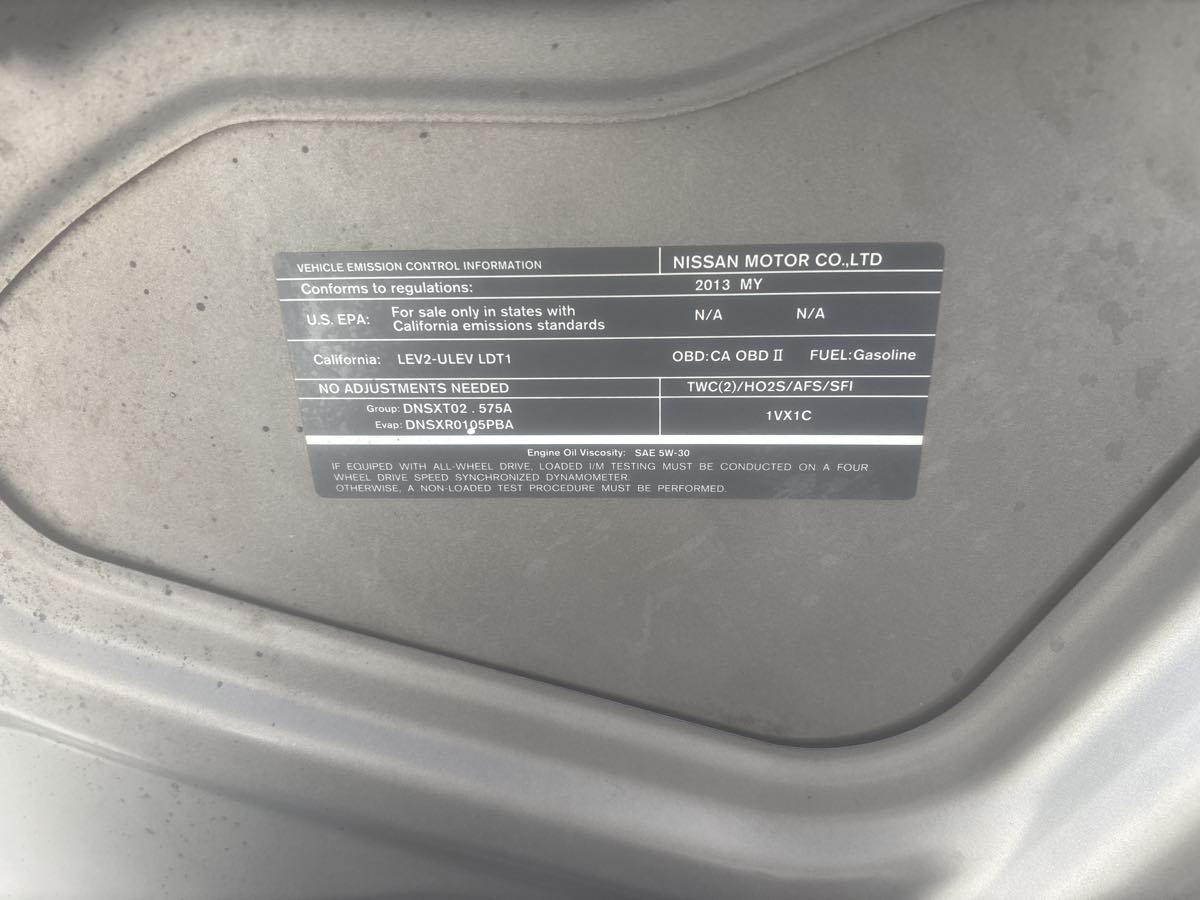 VEHICLE EMISSION CONTROL INFORMATION NISSAN MOTOR CO.,LTD
Conforms to regulations: 2013 MY
U.S. EPA: For sale only in states with California emissions standards N/A N/A
California: LEV2-ULEV LDT1 OBD:CA OBD II FUEL:Gasoline
NO ADJUSTMENTS NEEDED TWC(2)/HO2S/AFS/SFI
Group: DNSXT02.575A
Evap: DNSXR0105PBA
1VX1C
Engine Oil Viscosity: SAE 5W-30
IF EQUIPED WITH ALL-WHEEL DRIVE, LOADED I/M TESTING MUST BE CONDUCTED ON A FOUR
WHEEL DRIVE SPEED SYNCHRONIZED DYNAMOMETER.
OTHERWISE, A NON-LOADED TEST PROCEDURE MUST BE PERFORMED.